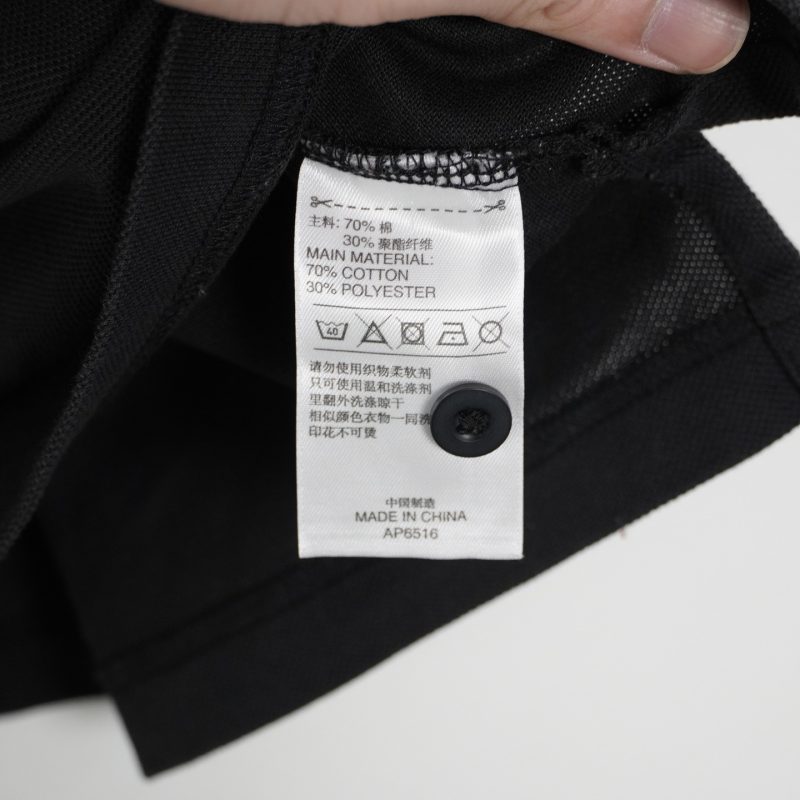 主料: 70% 棉
30% 聚酯纤维
MAIN MATERIAL:
70% COTTON
30% POLYESTER
40
请勿使用织物柔软剂
只可使用温和洗涤剂
里翻外洗涤晾干
相似颜色衣物一同洗
印花不可烫
中国制造
MADE IN CHINA
AP6516